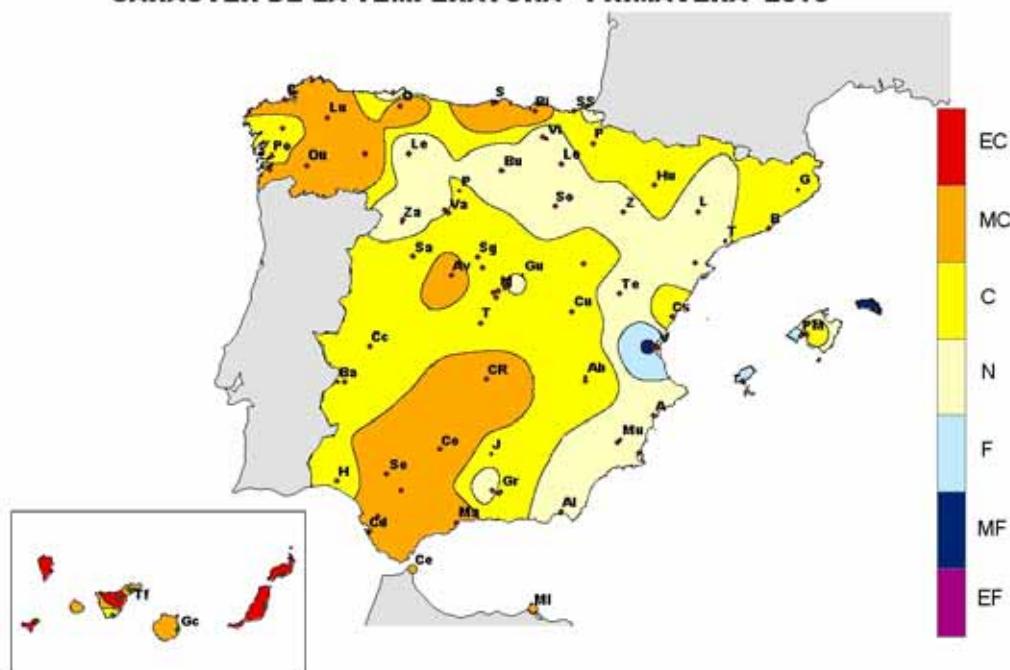 CARACTER DE LA TEMPERATURA - PRIMAVERA
C O S Bi SS
Lu
Po Ou Le Vi P
Bu Lo Hu G
P So Z L B
Za Va T
Sa Sg
Av M Gu Te
T Cu Cs
Cc V PM
Ba CR Ab
A
Co J Mu
H Se Gr
Cd Ma Al
Ce
Ml
Tf
Gc
EC
MC
C
N
F
MF
EF